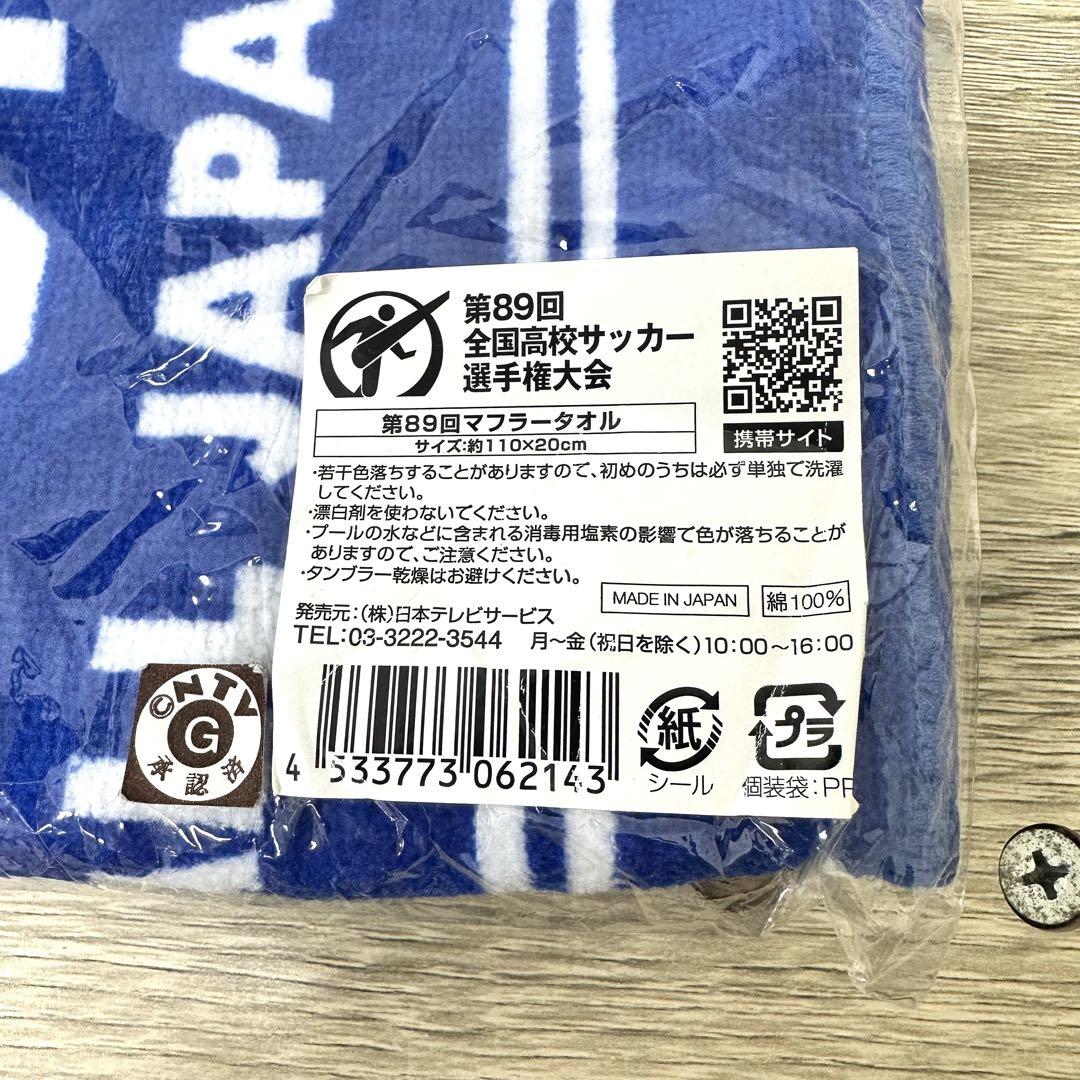 ALL JAPA
第89回
全国高校サッカー
選手権大会
携帯サイト
第89回マフラータオル
サイズ:約110×20cm
・若干色落ちすることがありますので、初めのうちは必ず単独で洗濯
してください。
・漂白剤を使わないでください。
・プールの水などに含まれる消毒用塩素の影響で色が落ちることが
ありますので、ご注意ください。
・タンブラー乾燥はお避けください。
MADE IN JAPAN
綿100%
発売元:(株)日本テレビサービス
TEL:03-3222-3544 月〜金(祝日を除く)10:00〜16:00
©NTV
G
承認済
4 533773 062143
紙
シール
プラ
個装袋:PP